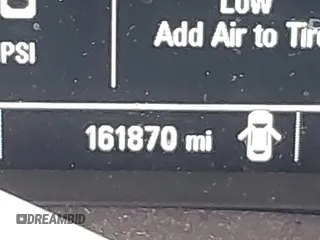 Low
Add Air to Tire
PSI
161870 mi
DREAMBID